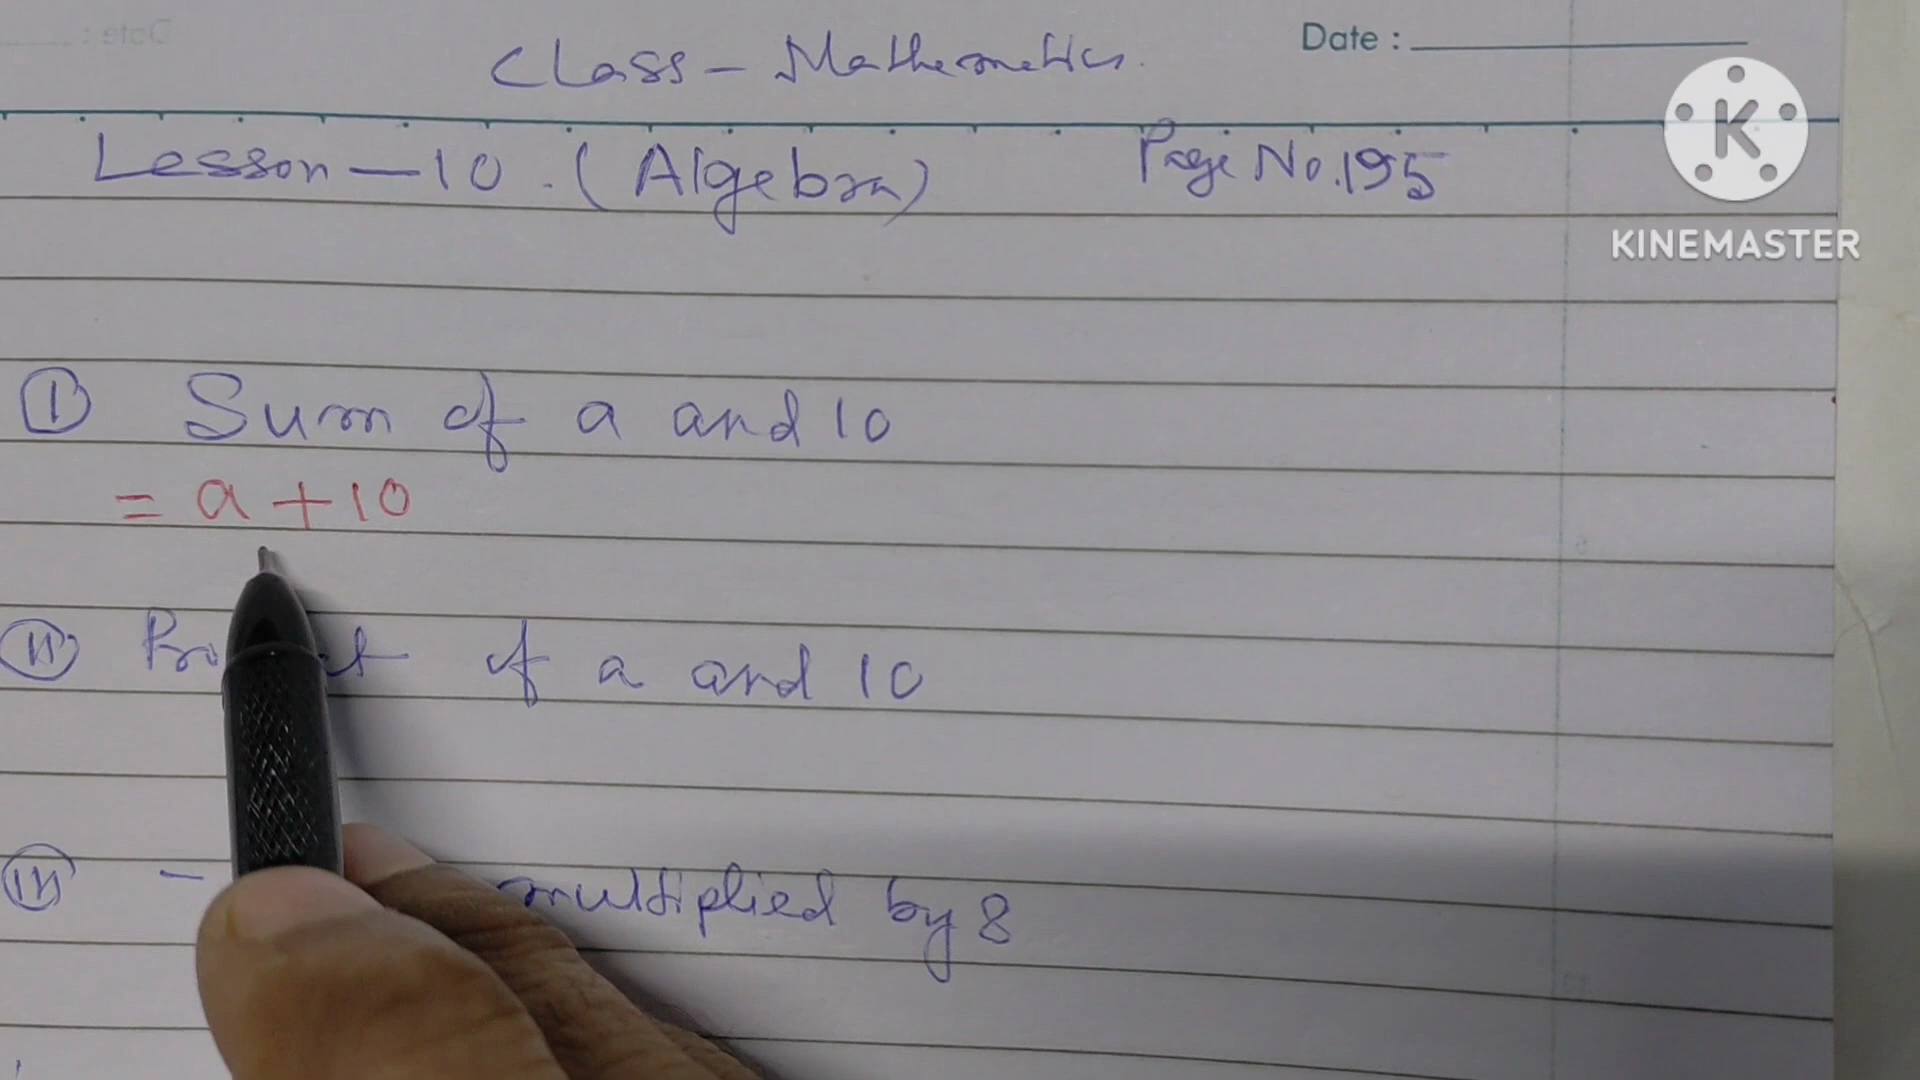 Date :
Class - Mathematics.
Lesson - 10. (Algebra) Page No. 195
KINEMASTER
(i) Sum of a and 10
= a + 10
(ii) of a and 10
(iii) multiplied by 8